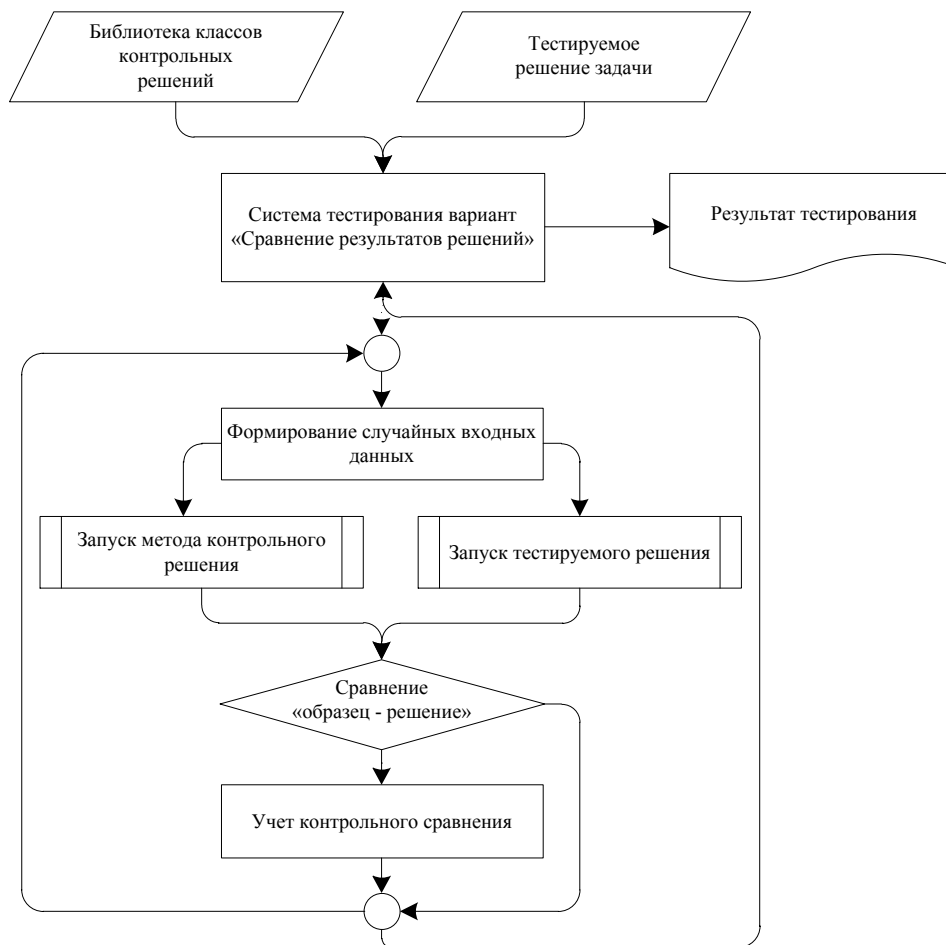 Библиотека классов
контрольных
решений
Тестируемое
решение задачи
Система тестирования вариант
«Сравнение результатов решений»
Результат тестирования
Формирование случайных входных
данных
Запуск метода контрольного
решения
Запуск тестируемого решения
Сравнение
«образец - решение»
Учет контрольного сравнения